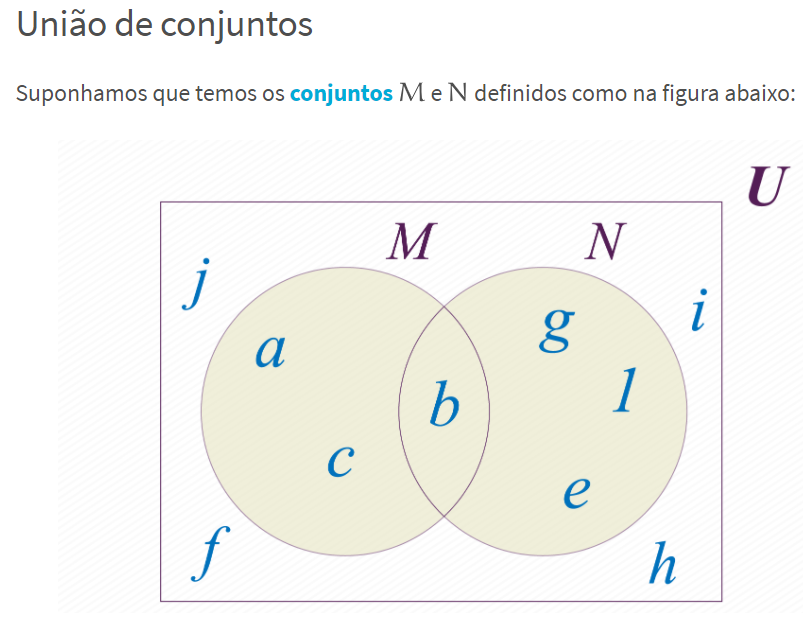 União de conjuntos
Suponhamos que temos os conjuntos M e N definidos como na figura abaixo:
U
M N
j
i
a
g
b
l
c
e
f
h